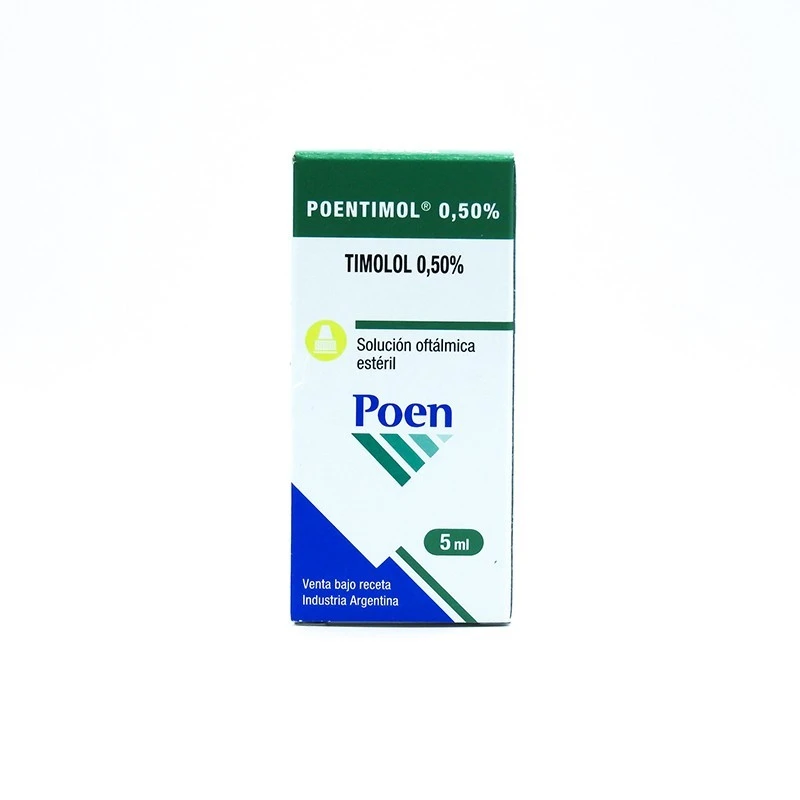 POENTIMOL® 0,50%
TIMOLOL 0,50%
Solución oftálmica
estéril
Poen
5 ml
Venta bajo receta
Industria Argentina